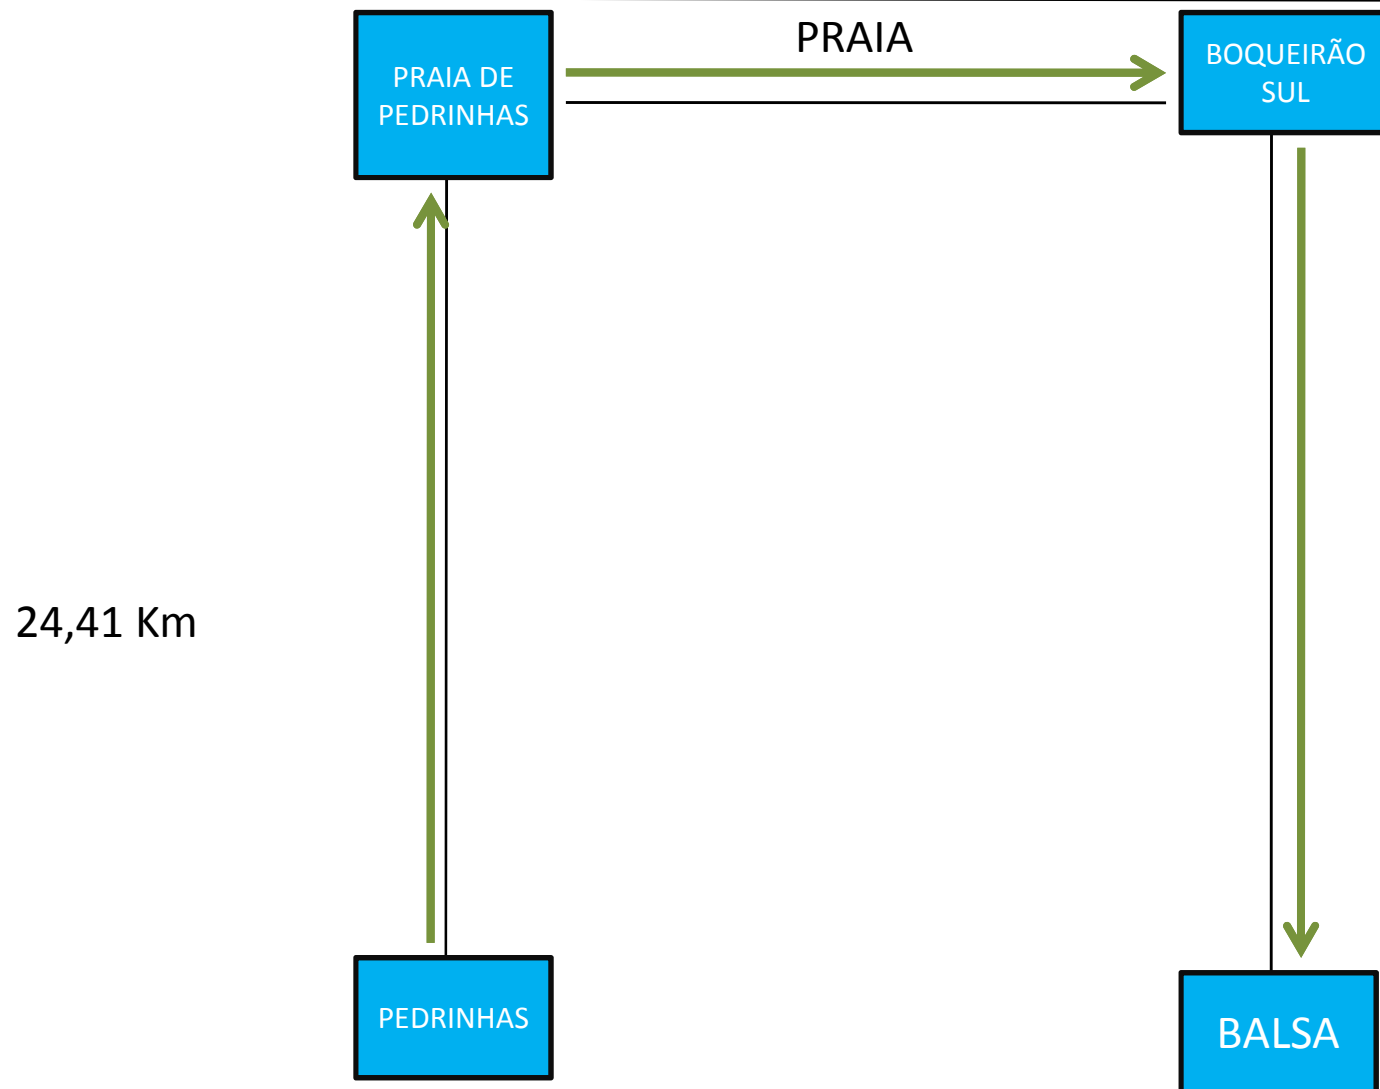 PRAIA
PRAIA DE
PEDRINHAS
BOQUEIRÃO
SUL
24,41 Km
PEDRINHAS
BALSA